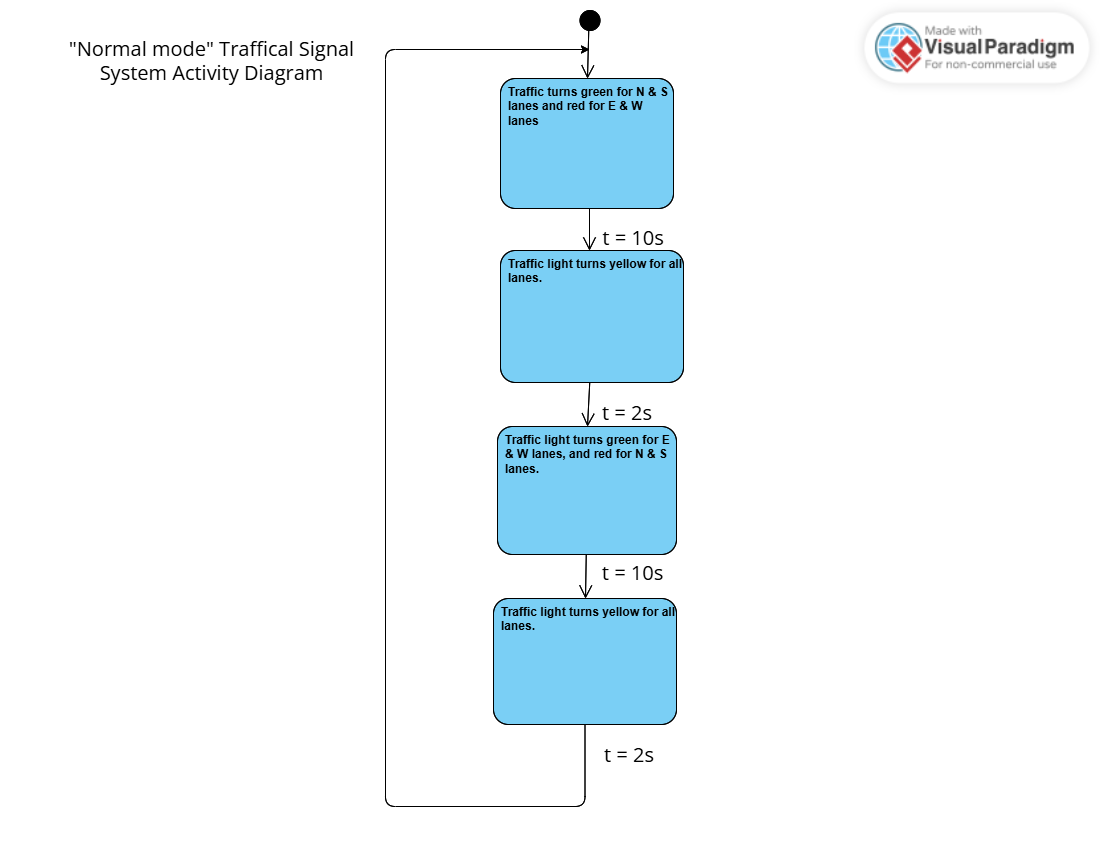 "Normal mode" Traffical Signal
System Activity Diagram
Made with
Visual Paradigm
For non-commercial use
Traffic turns green for N & S
lanes and red for E & W
lanes
t = 10s
Traffic light turns yellow for all
lanes.
t = 2s
Traffic light turns green for E
& W lanes, and red for N & S
lanes.
t = 10s
Traffic light turns yellow for all
lanes.
t = 2s